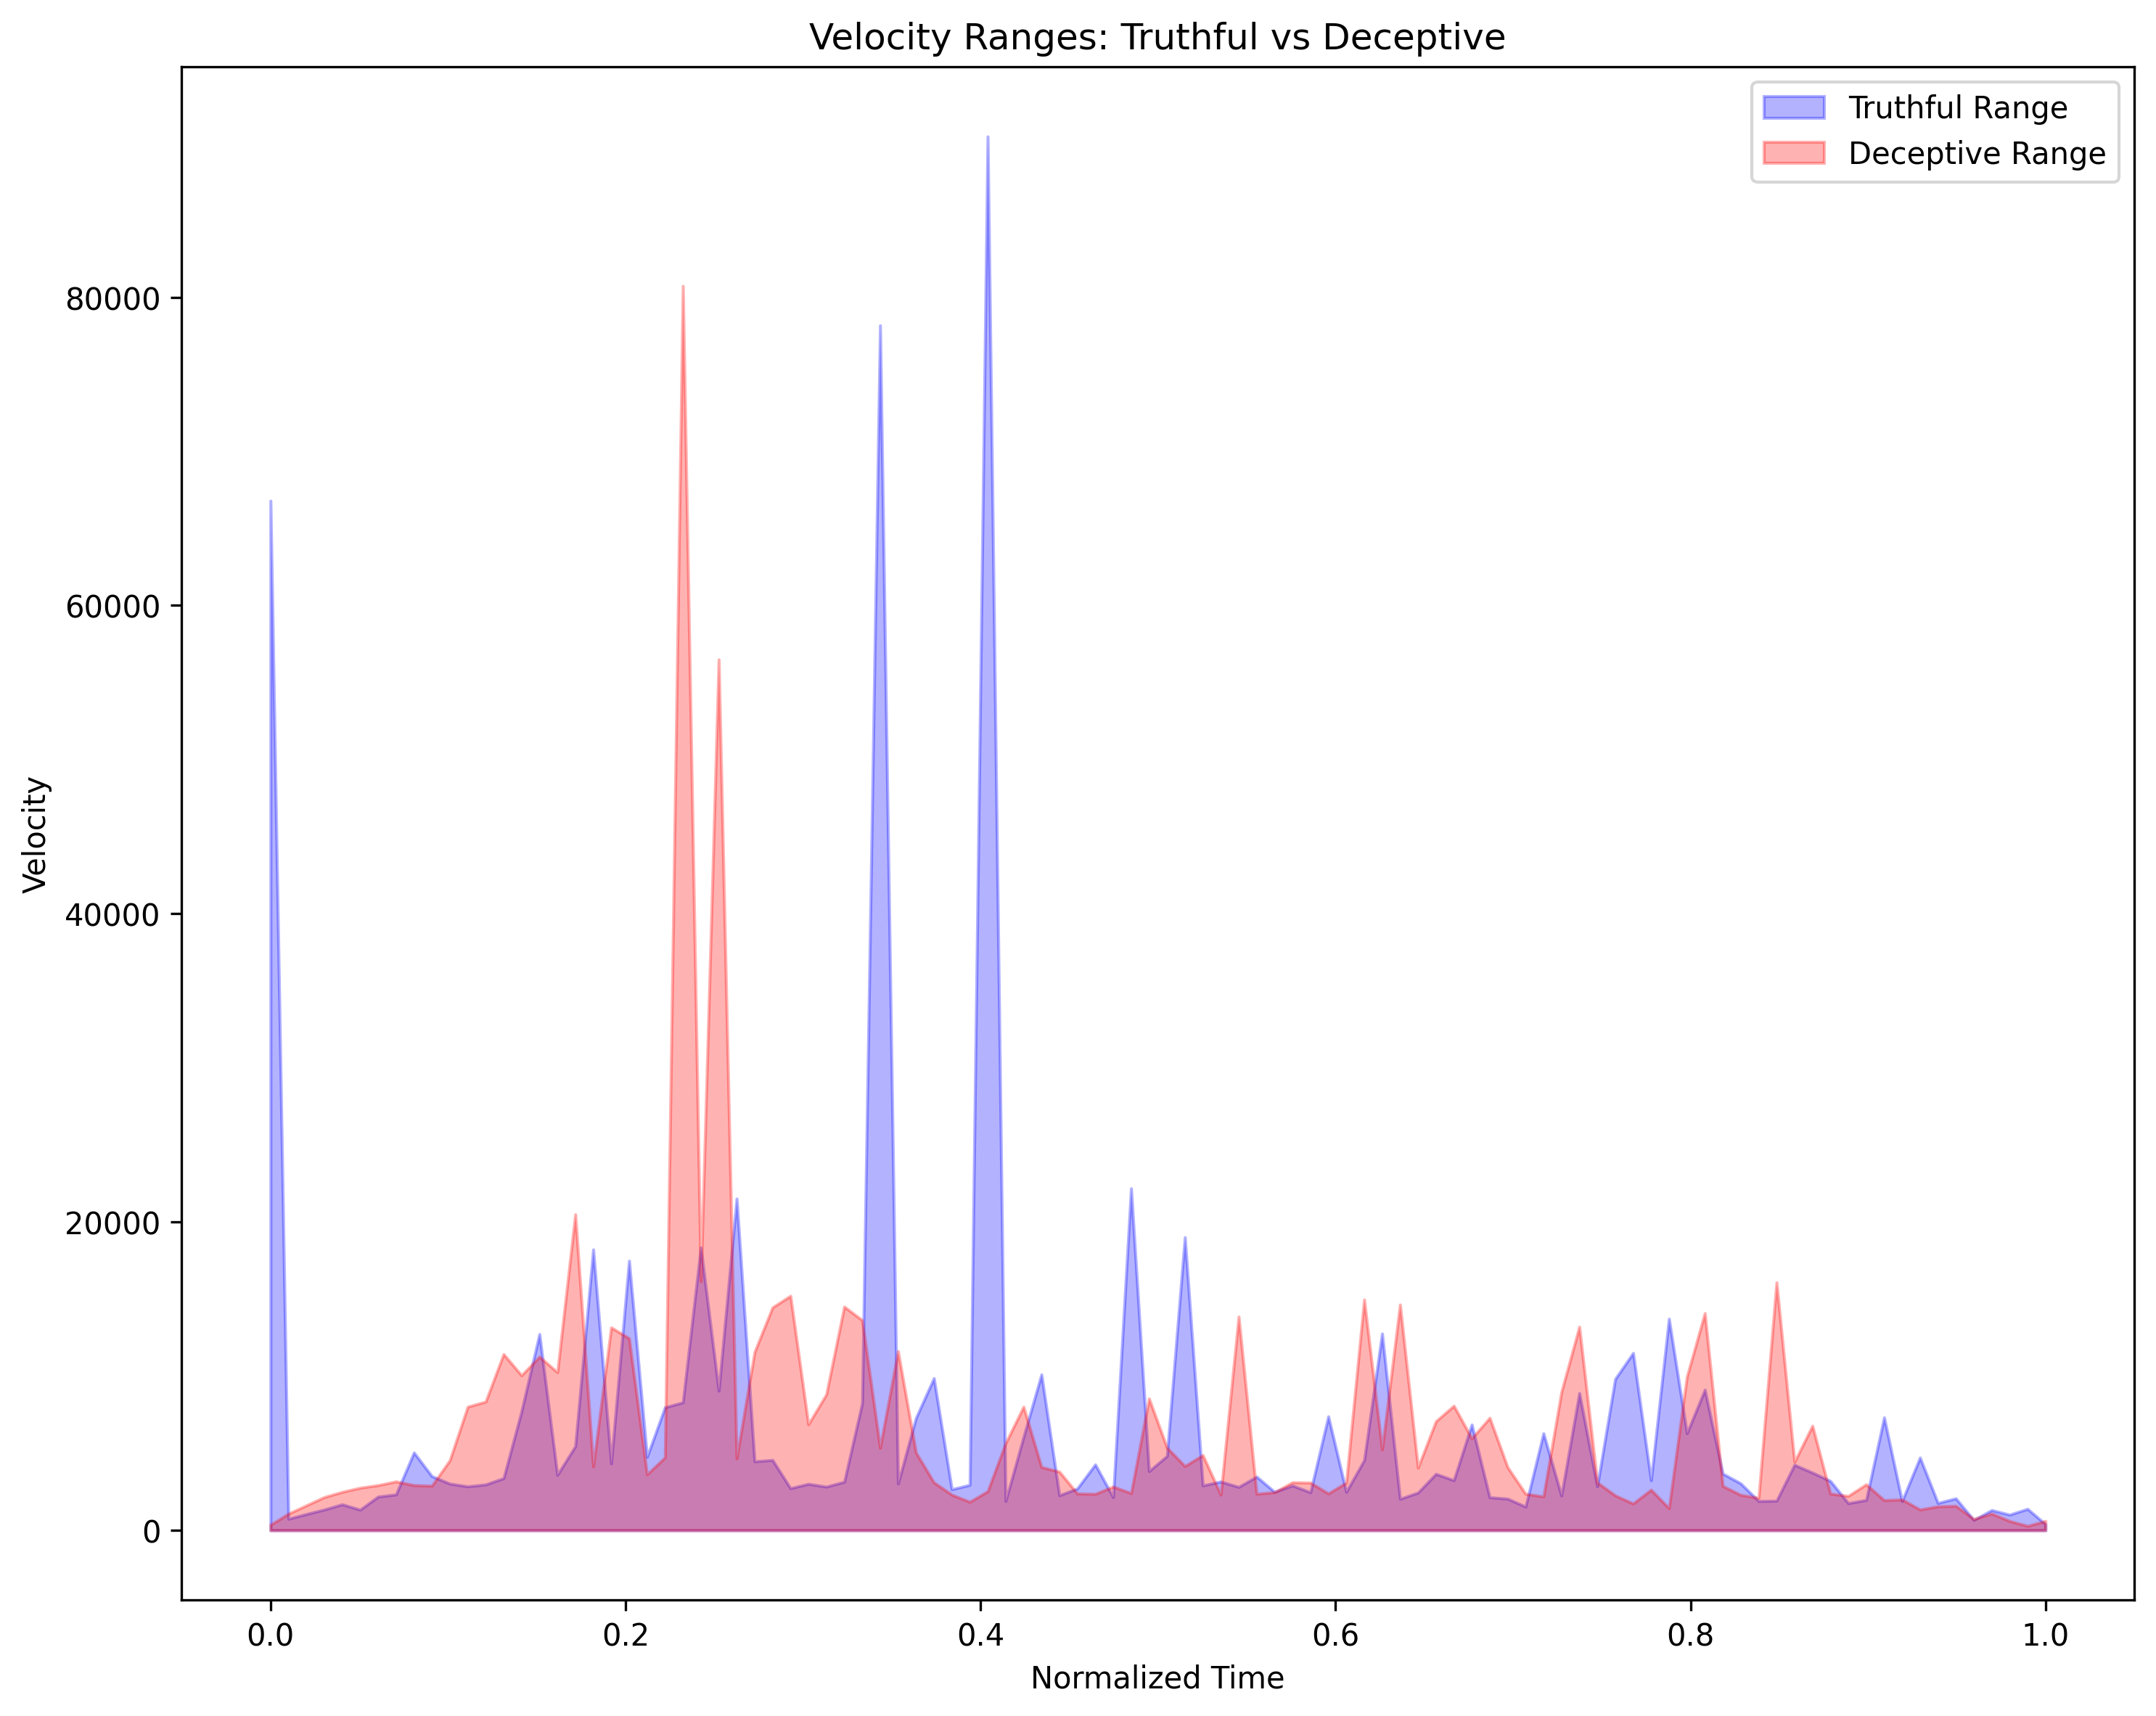 Velocity Ranges: Truthful vs Deceptive
Truthful Range
Deceptive Range
80000
60000
40000
20000
0
Velocity
0.0 0.2 0.4 0.6 0.8 1.0
Normalized Time